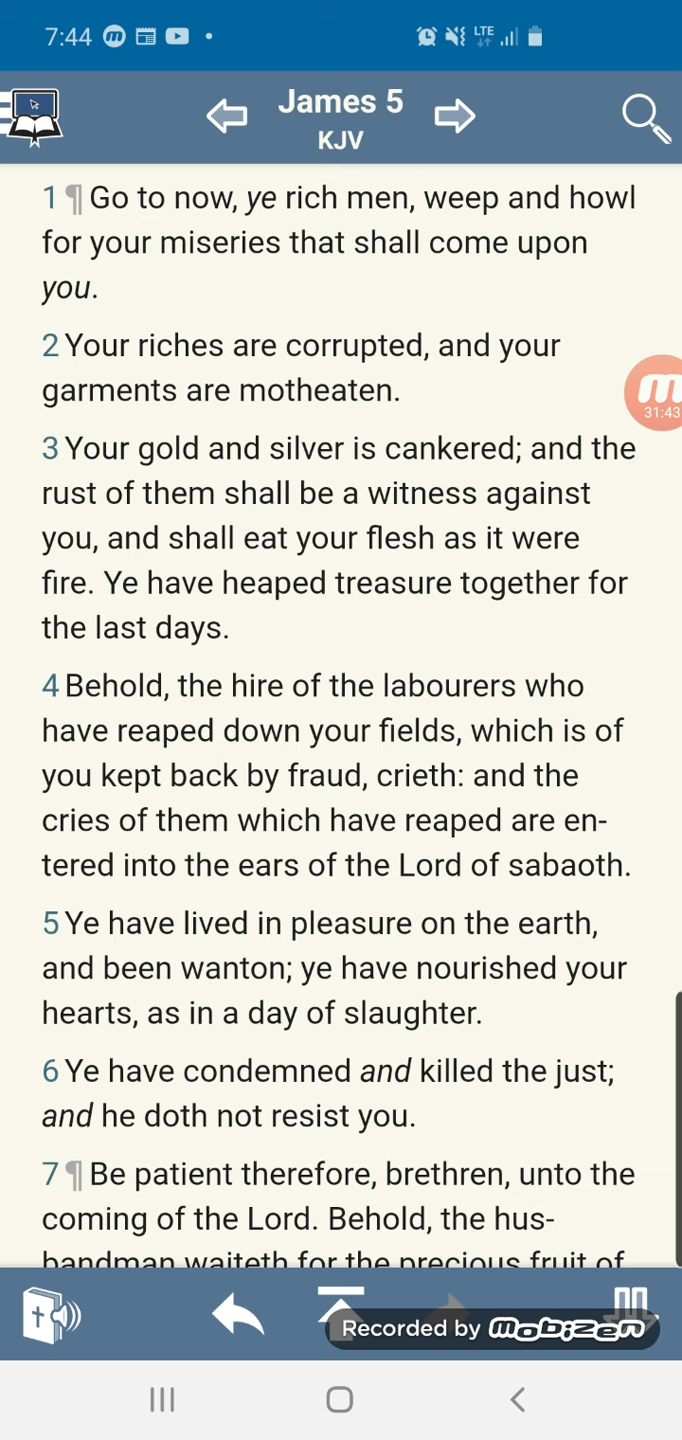 7:44
LTE
James 5
KJV
1 ¶ Go to now, ye rich men, weep and howl
for your miseries that shall come upon
you.
2 Your riches are corrupted, and your
garments are motheaten.
31:43
3 Your gold and silver is cankered; and the
rust of them shall be a witness against
you, and shall eat your flesh as it were
fire. Ye have heaped treasure together for
the last days.
4 Behold, the hire of the labourers who
have reaped down your fields, which is of
you kept back by fraud, crieth: and the
cries of them which have reaped are en-
tered into the ears of the Lord of sabaoth.
5 Ye have lived in pleasure on the earth,
and been wanton; ye have nourished your
hearts, as in a day of slaughter.
6 Ye have condemned and killed the just;
and he doth not resist you.
7 ¶ Be patient therefore, brethren, unto the
coming of the Lord. Behold, the hus-
bandman waiteth for the precious fruit of
Recorded by mobizen